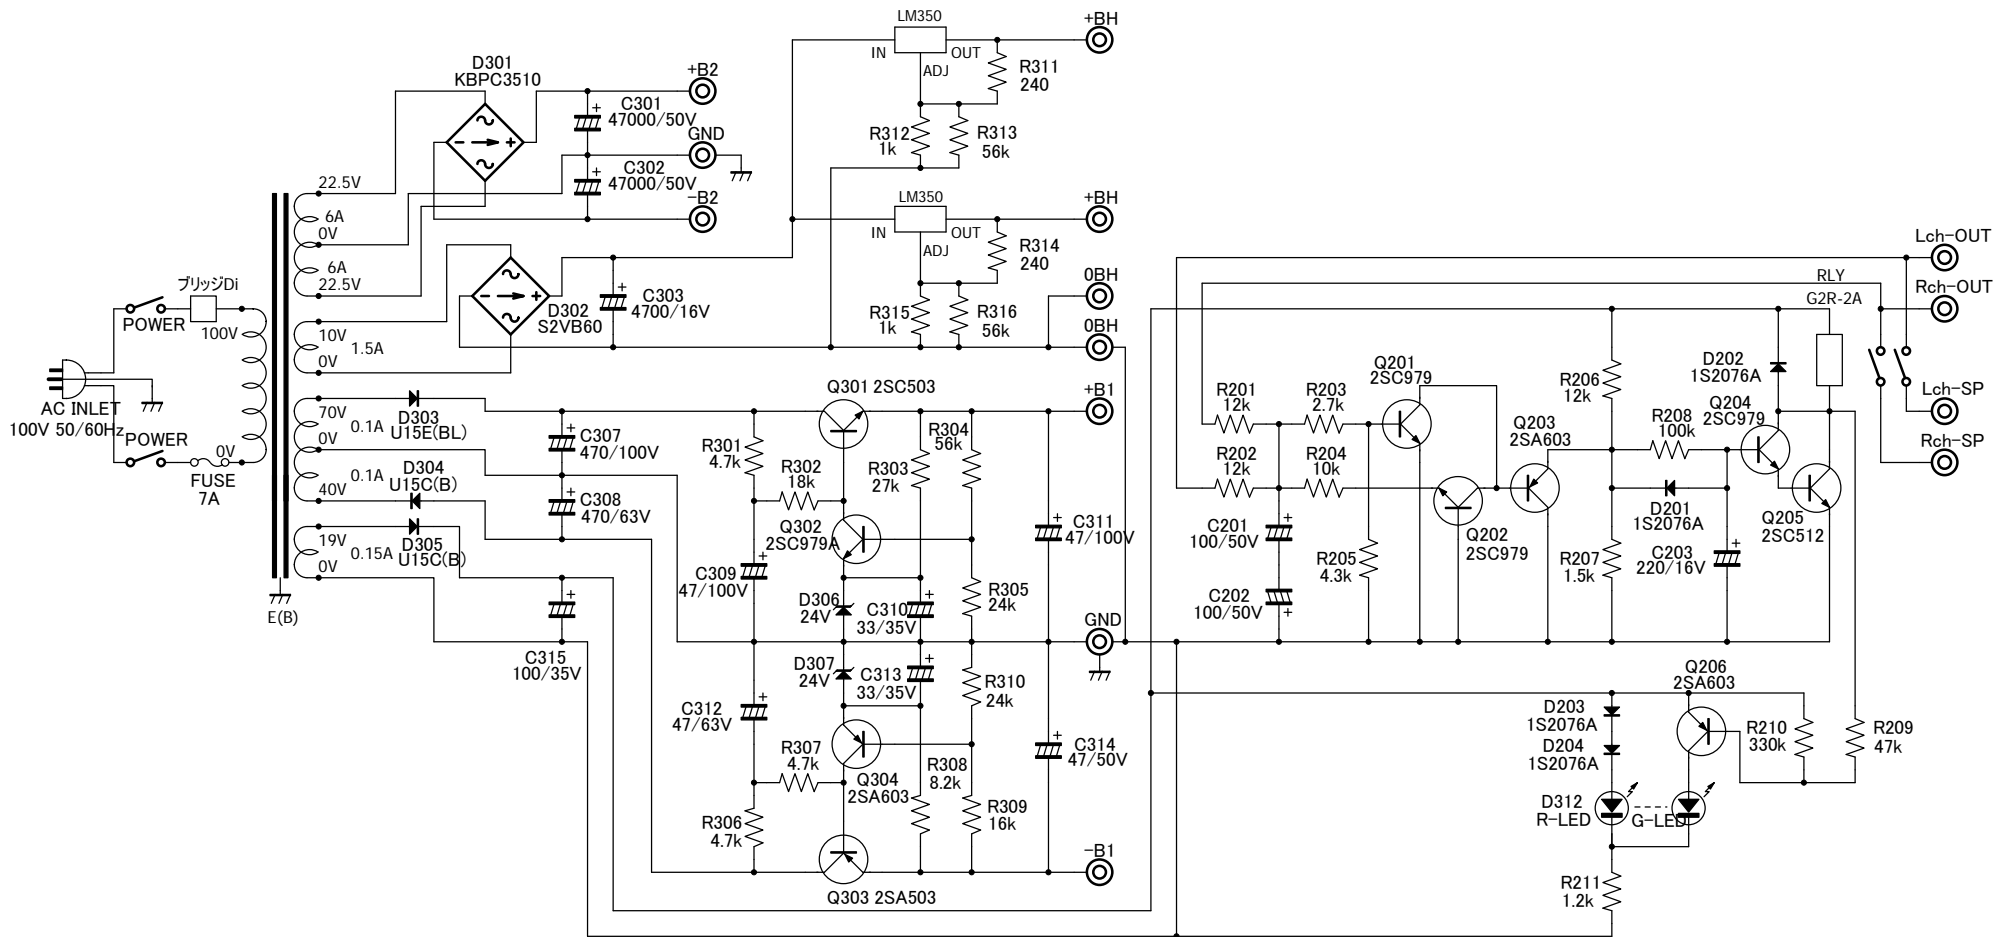 LM350
IN
OUT
ADJ
+BH
R311
240
R312
1k
R313
56k
D301
KBPC3510
+B2
C301
47000/50V
GND
C302
47000/50V
-B2
22.5V
6A
0V
6A
22.5V
LM350
IN
OUT
ADJ
+BH
R314
240
R315
1k
R316
56k
0BH
0BH
D302
S2VB60
C303
4700/16V
10V
1.5A
0V
ブリッジDi
POWER
100V
AC INLET
100V 50/60Hz
POWER
0V
FUSE
7A
E(B)
70V
0.1A
0V
0.1A
40V
19V
0.15A
0V
D303
U15E(BL)
D304
U15C(B)
D305
U15C(B)
C307
470/100V
C308
470/63V
C315
100/35V
Q301 2SC503
+B1
R301
4.7k
R302
18k
R303
27k
R304
56k
Q302
2SC979A
C309
47/100V
C311
47/100V
R305
24k
D306
24V
C310
33/35V
GND
D307
24V
C313
33/35V
R310
24k
C312
47/63V
C314
47/50V
R307
4.7k
Q304
2SA603
R308
8.2k
R309
16k
R306
4.7k
Q303 2SA503
-B1
Lch-OUT
Rch-OUT
RLY
G2R-2A
Lch-SP
Rch-SP
R201
12k
R202
12k
R203
2.7k
R204
10k
Q201
2SC979
Q202
2SC979
Q203
2SA603
R205
4.3k
C201
100/50V
C202
100/50V
R206
12k
R207
1.5k
R208
100k
D201
1S2076A
D202
1S2076A
Q204
2SC979
Q205
2SC512
C203
220/16V
Q206
2SA603
D203
1S2076A
D204
1S2076A
R210
330k
R209
47k
D312
R-LED
G-LED
R211
1.2k